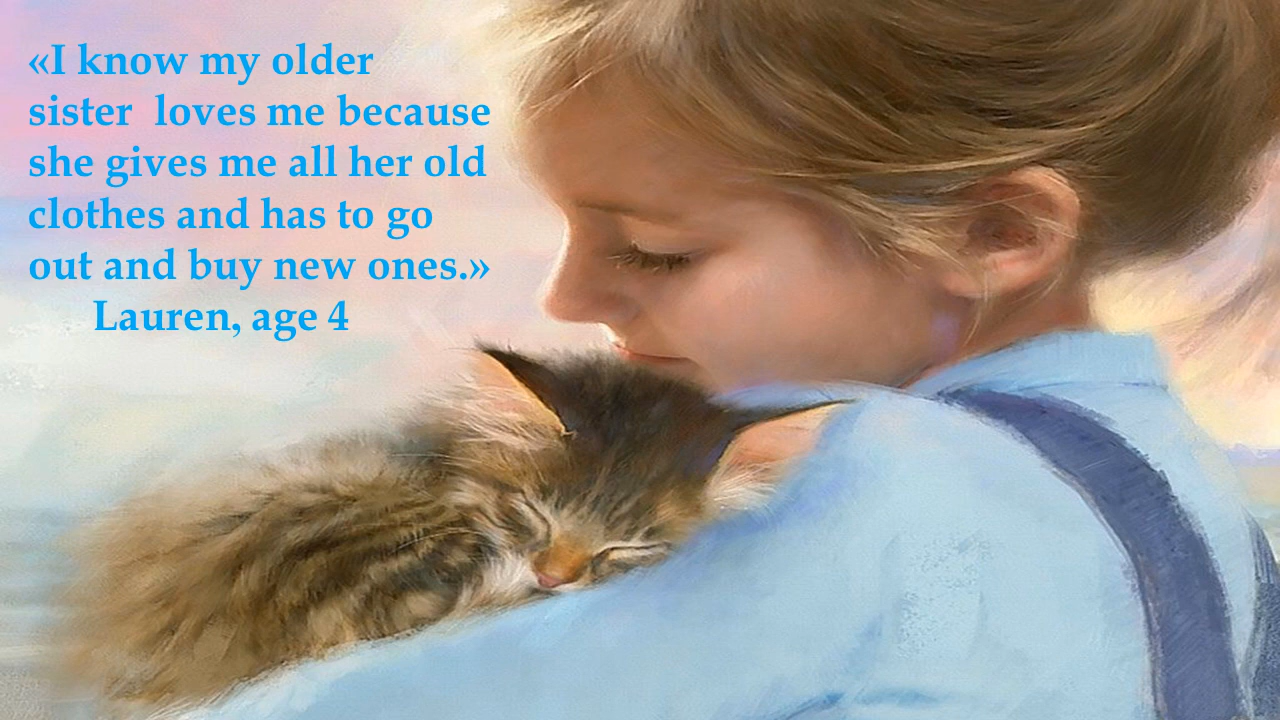 «I know my older
sister  loves me because
she gives me all her old
clothes and has to go
out and buy new ones.»
Lauren, age 4